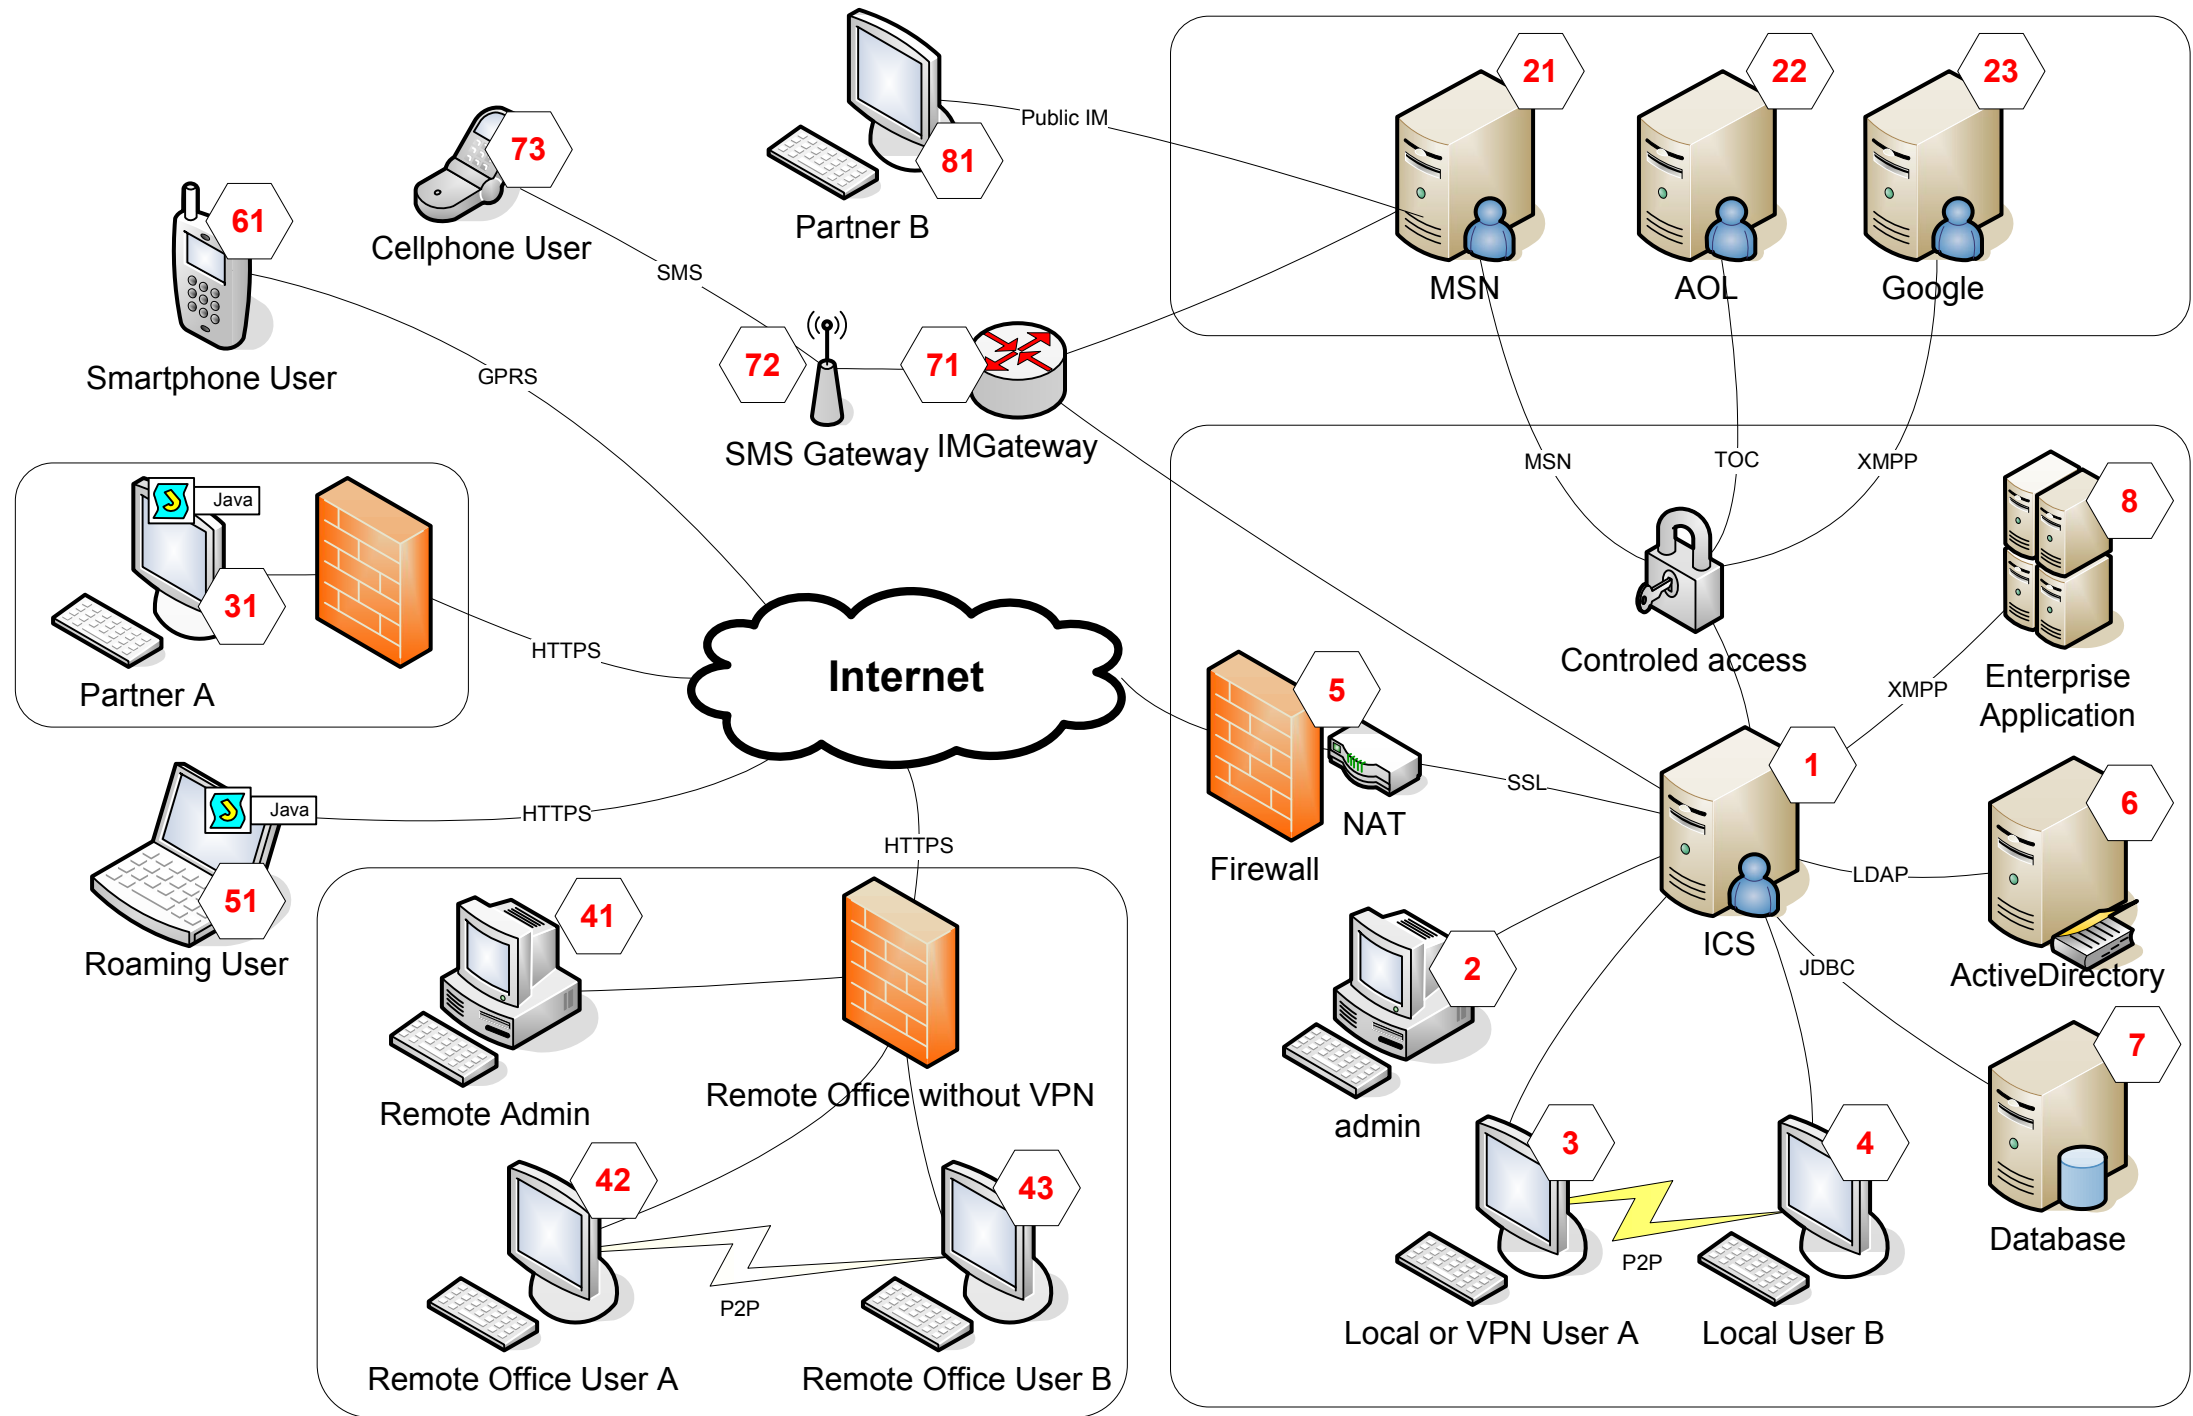 21
22
23
73
81
Public IM
61
Partner B
Cellphone User
SMS
MSN
AOL
Google
72
71
Smartphone User
GPRS
SMS Gateway
IMGateway
MSN
TOC
XMPP
8
Java
31
HTTPS
Partner A
Internet
Controled access
5
Enterprise
Application
XMPP
1
SSL
NAT
6
Java
HTTPS
HTTPS
Firewall
LDAP
51
41
ICS
Roaming User
2
JDBC
ActiveDirectory
7
Remote Office without VPN
Remote Admin
admin
3
4
42
43
P2P
Database
P2P
Local or VPN User A
Local User B
Remote Office User A
Remote Office User B